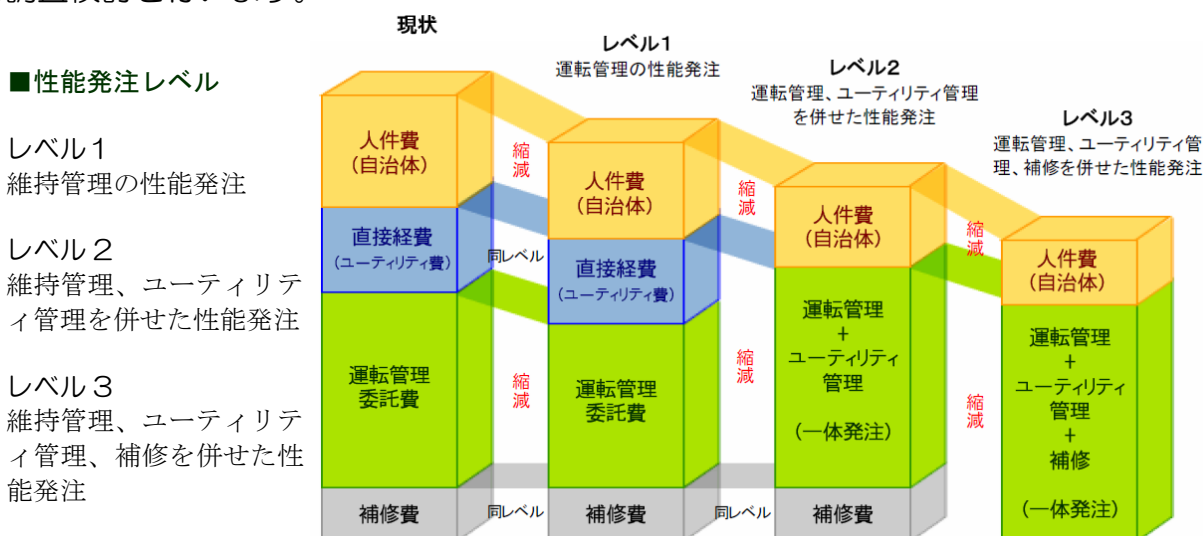 ■性能発注レベル
レベル１
維持管理の性能発注
レベル２
維持管理、ユーティリテ
ィ管理を併せた性能発注
レベル３
維持管理、ユーティリテ
ィ管理、補修を併せた性
能発注
現状
人件費
(自治体)
直接経費
(ユーティリティ費)
運転管理
委託費
補修費
縮
減
同レベル
縮
減
同レベル
レベル1
運転管理の性能発注
人件費
(自治体)
直接経費
(ユーティリティ費)
運転管理
委託費
補修費
縮
減
縮
減
同レベル
レベル2
運転管理、ユーティリティ管理
を併せた性能発注
人件費
(自治体)
運転管理
+
ユーティリティ
管理
(一体発注)
補修費
縮
減
縮
減
レベル3
運転管理、ユーティリティ管
理、補修を併せた性能発注
人件費
(自治体)
運転管理
+
ユーティリティ
管理
+
補修
(一体発注)